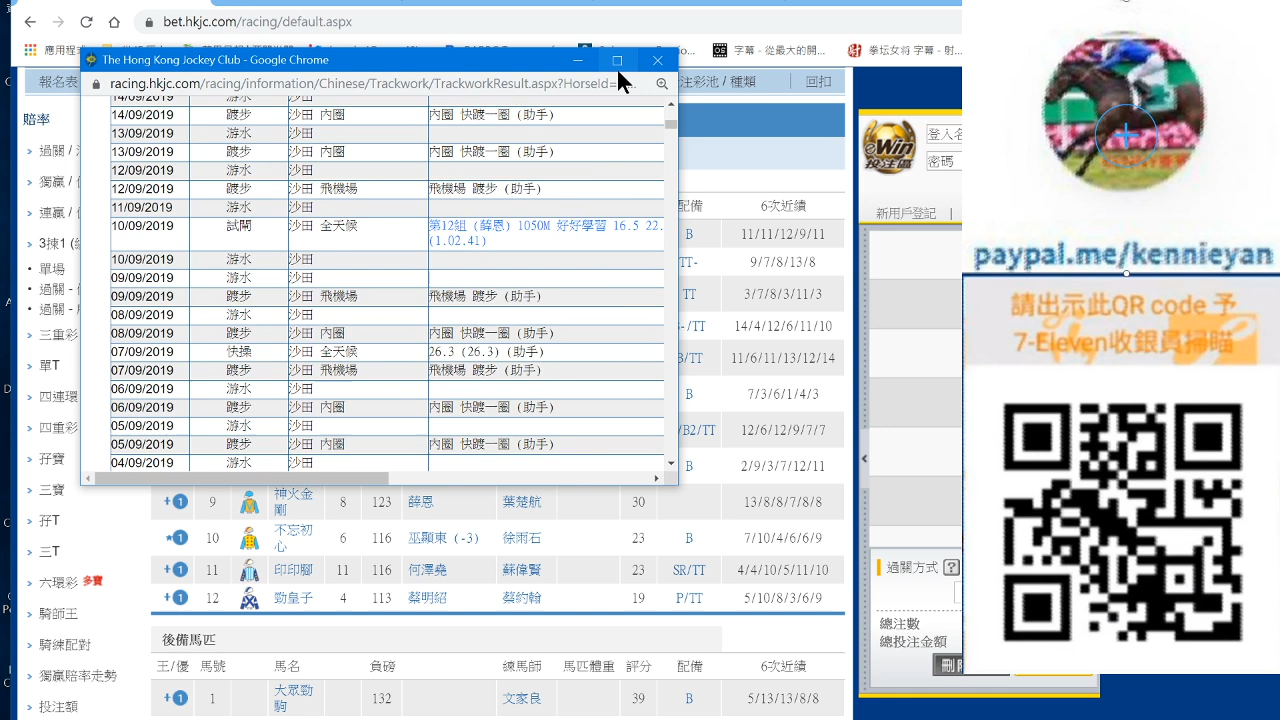 bet.hkjc.com/racing/default.aspx
字幕 - 從最大的開...
拳坛女将 字幕 - 射...
The Hong Kong Jockey Club - Google Chrome
racing.hkjc.com/racing/information/Chinese/Trackwork/TrackworkResult.aspx?HorseId=
報名表
注彩池 / 種類
回扣
賠率
14/09/2019 游水 沙田
14/09/2019 踱步 沙田 內圈 內圈 快踱一圈 (助手)
13/09/2019 游水 沙田
13/09/2019 踱步 沙田 內圈 內圈 快踱一圈 (助手)
12/09/2019 游水 沙田
12/09/2019 踱步 沙田 飛機場 飛機場 踱步 (助手)
11/09/2019 游水 沙田
10/09/2019 試閘 沙田 全天候 第12組 (薛恩) 1050M 好好學習 16.5 22.
(1.02.41)
10/09/2019 游水 沙田
09/09/2019 游水 沙田
09/09/2019 踱步 沙田 飛機場 飛機場 踱步 (助手)
08/09/2019 游水 沙田
08/09/2019 踱步 沙田 內圈 內圈 快踱一圈 (助手)
07/09/2019 快操 沙田 全天候 26.3 (26.3) (助手)
07/09/2019 踱步 沙田 飛機場 飛機場 踱步 (助手)
06/09/2019 游水 沙田
06/09/2019 踱步 沙田 內圈 內圈 快踱一圈 (助手)
05/09/2019 游水 沙田
05/09/2019 踱步 沙田 內圈 內圈 快踱一圈 (助手)
04/09/2019 游水 沙田
過關 /
獨贏 /
連贏 /
3揀1
單場
過關 -
過關 -
三重彩
單T
四連環
四重彩
孖寶
三寶
孖T
三T
六環彩 多寶
騎師王
騎練配對
獨贏賠率走勢
投注額
配備 6次近績
B 11/11/12/9/11
TT- 9/7/8/13/8
TT 3/7/8/3/11/3
-/TT 14/4/12/6/11/10
B/TT 11/6/11/13/12/14
B 7/3/6/1/4/3
/B2/TT 12/6/12/9/7/7
B 2/9/3/7/12/11
+1 9 神火金剛 8 123 薛恩 葉楚航 30 13/8/8/7/8/8
1 10 不忘初心 6 巫顯東 (-3) 徐雨石 23 B 7/10/4/6/6/9
+1 11 印印腳 11 116 何澤堯 蘇偉賢 23 SR/TT 4/4/10/5/11/10
+1 12 勁皇子 4 蔡明紹 19 P/TT 5/10/8/3/6/9
後備馬匹
主/優 馬號 馬名 負磅 練馬師 馬匹體重 評分 配備 6次近績
+1 1 大眾勁駒 132 文家良 39 B 5/13/13/8/8
eWin
投注區
登入名
密碼
新用戶登記 |
過關方式 ?
總注數
總投注金額
刪
paypal.me/kennieyan
請出示此QR code 予
7-Eleven收銀員掃瞄